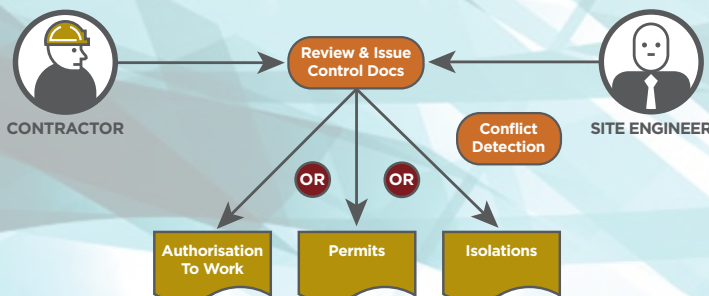 Review & Issue
Control Docs
CONTRACTOR
Conflict
Detection
SITE ENGINEER
OR
OR
Authorisation
To Work
Permits
Isolations